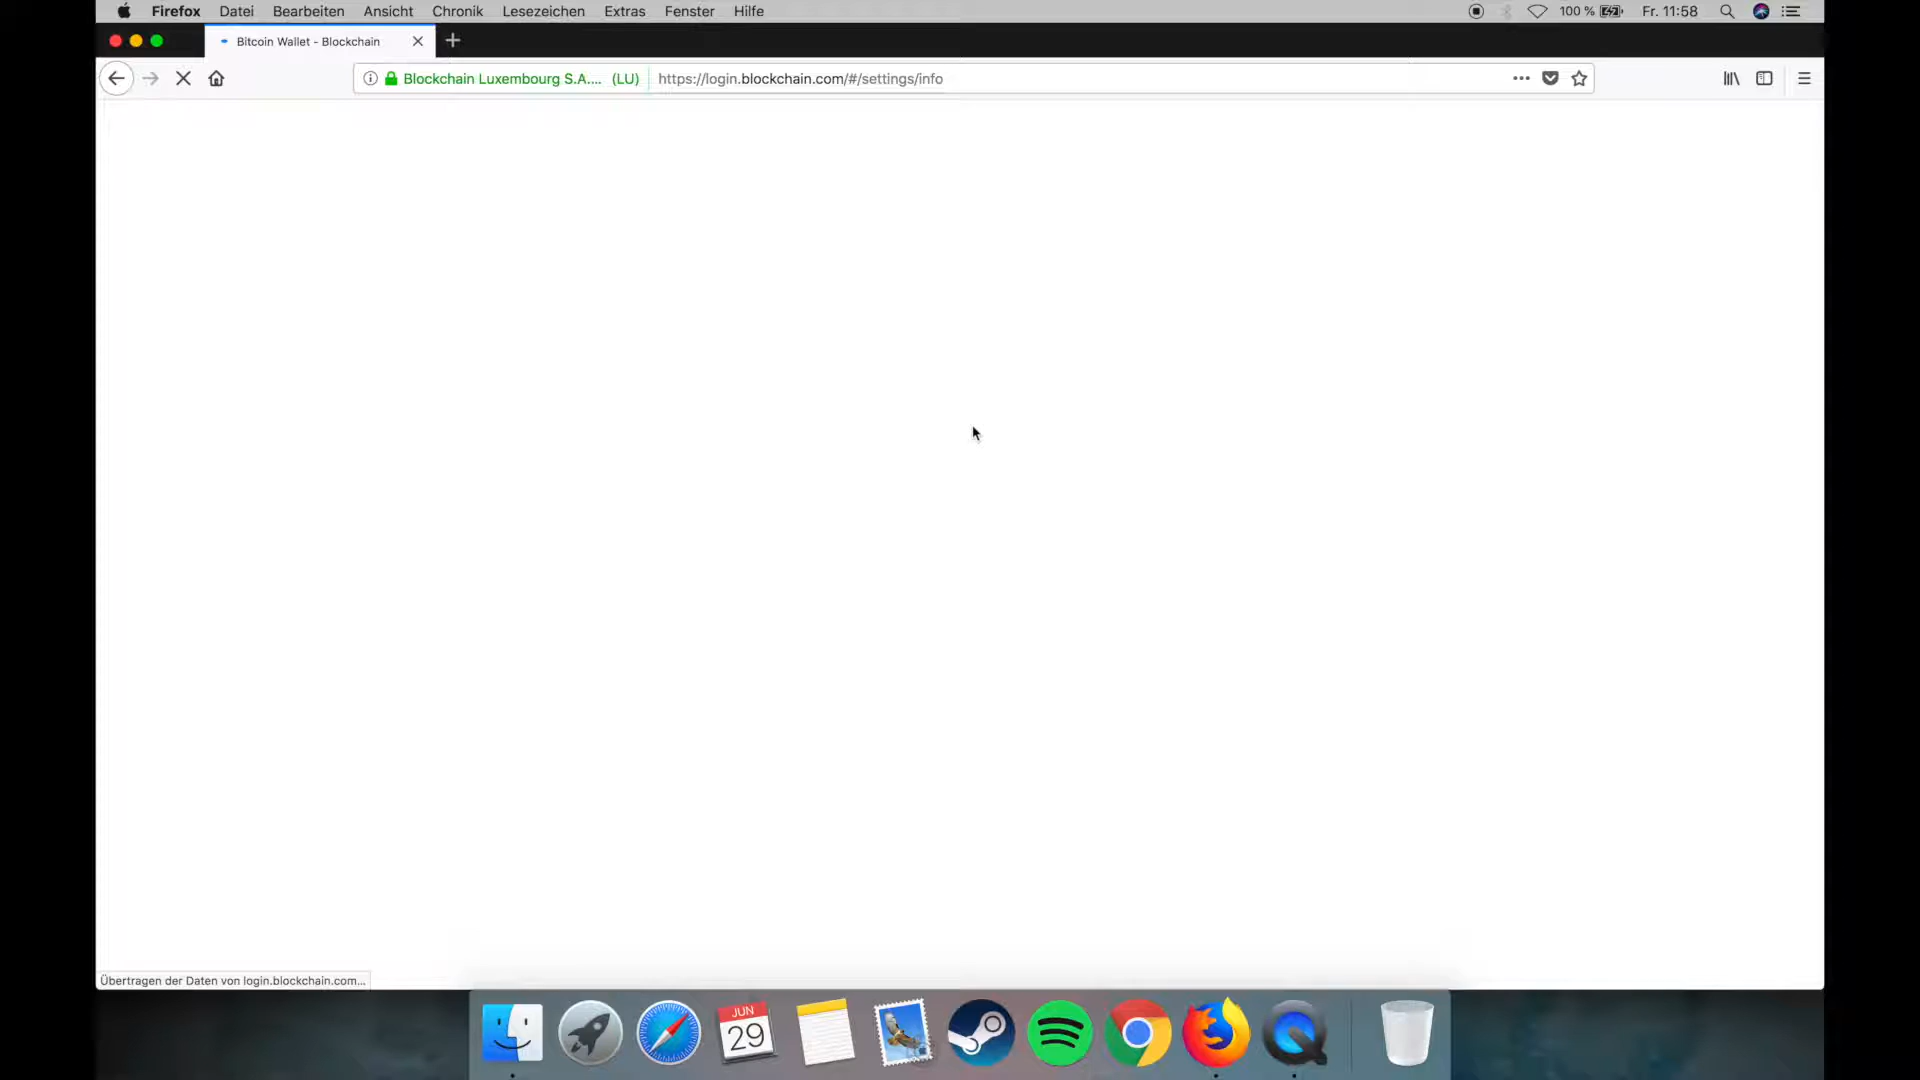 Firefox Datei Bearbeiten Ansicht Chronik Lesezeichen Extras Fenster Hilfe 100 % Fr. 11:58
Bitcoin Wallet - Blockchain
Blockchain Luxembourg S.A.... (LU) https://login.blockchain.com/#/settings/info
Übertragen der Daten von login.blockchain.com...
JUN
29